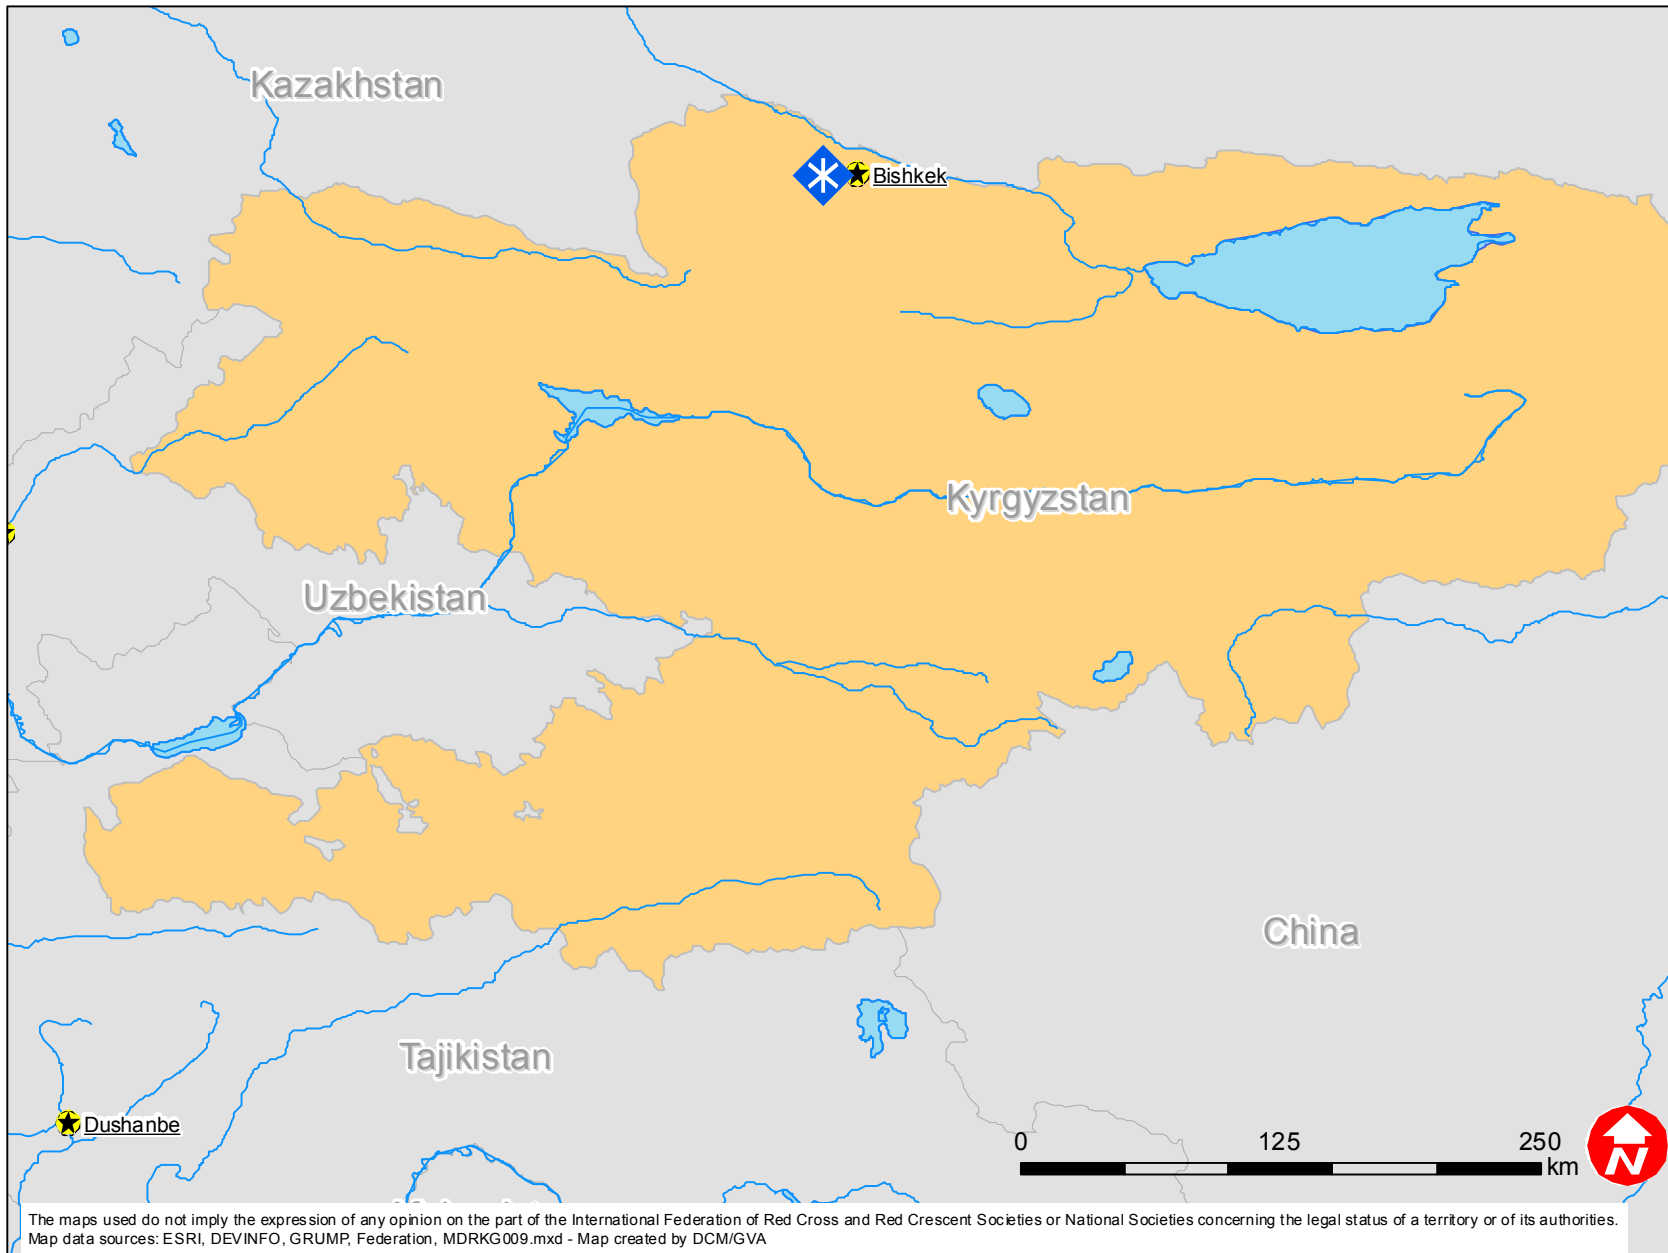 Kazakhstan
Bishkek
Kyrgyzstan
Uzbekistan
China
Tajikistan
Dushanbe
0 125 250
km
N
The maps used do not imply the expression of any opinion on the part of the International Federation of Red Cross and Red Crescent Societies or National Societies concerning the legal status of a territory or of its authorities.
Map data sources: ESRI, DEVINFO, GRUMP, Federation, MDRKG009.mxd - Map created by DCM/GVA